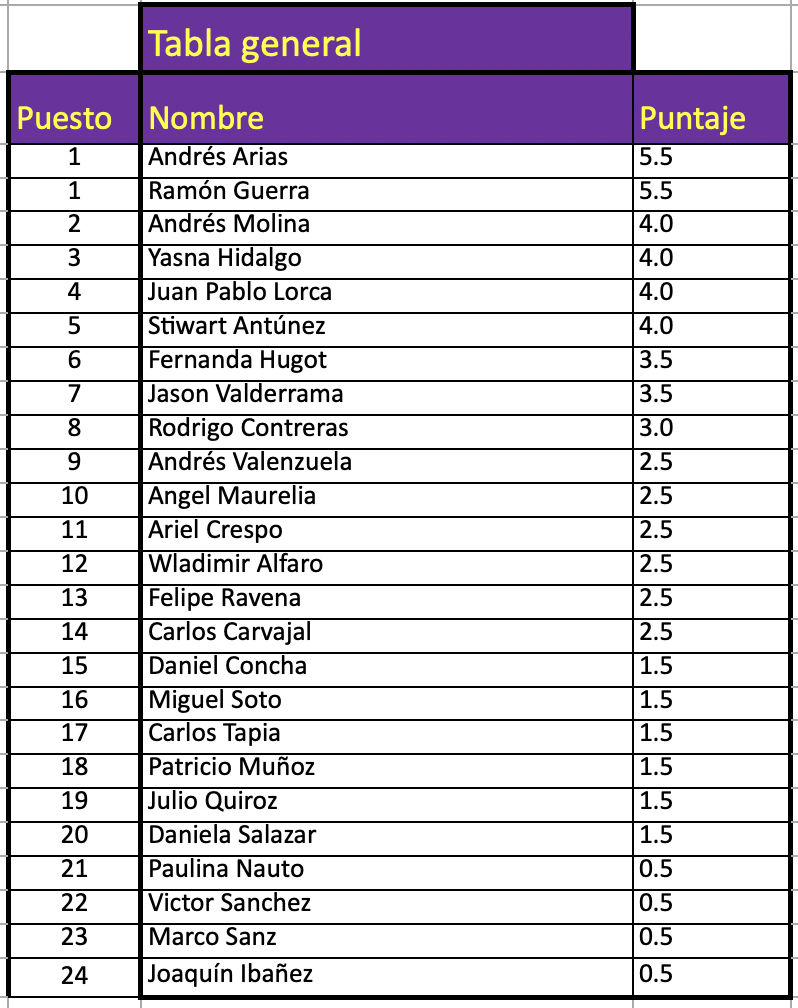 Tabla general
Puesto Nombre Puntaje
1 Andrés Arias 5.5
1 Ramón Guerra 5.5
2 Andrés Molina 4.0
3 Yasna Hidalgo 4.0
4 Juan Pablo Lorca 4.0
5 Stiwart Antúnez 4.0
6 Fernanda Hugot 3.5
7 Jason Valderrama 3.5
8 Rodrigo Contreras 3.0
9 Andrés Valenzuela 2.5
10 Angel Maurelia 2.5
11 Ariel Crespo 2.5
12 Wladimir Alfaro 2.5
13 Felipe Ravena 2.5
14 Carlos Carvajal 2.5
15 Daniel Concha 1.5
16 Miguel Soto 1.5
17 Carlos Tapia 1.5
18 Patricio Muñoz 1.5
19 Julio Quiroz 1.5
20 Daniela Salazar 1.5
21 Paulina Nauto 0.5
22 Victor Sanchez 0.5
23 Marco Sanz 0.5
24 Joaquín Ibañez 0.5